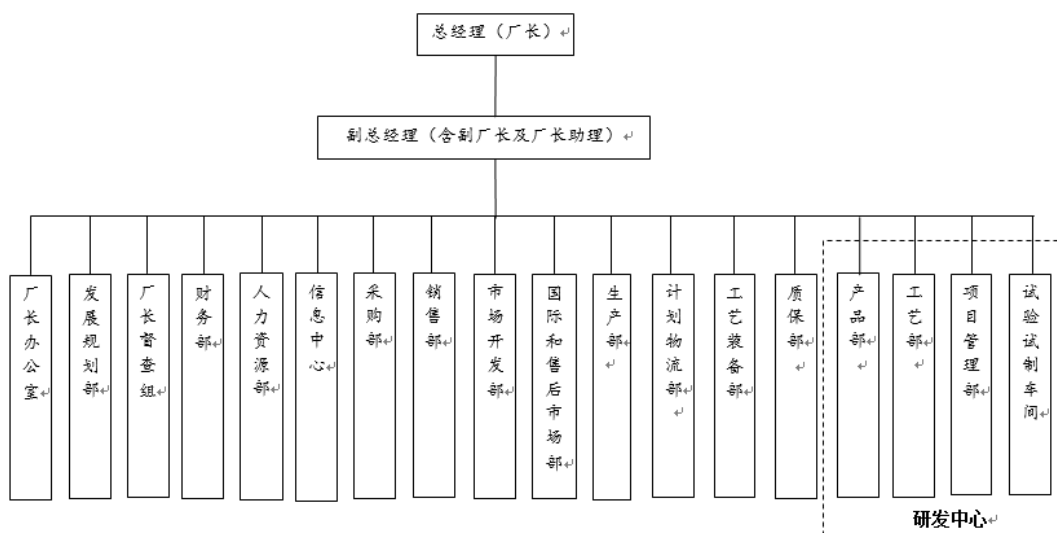 总经理（厂长）
副总经理（含副厂长及厂长助理）
厂长办公室
发展规划部
厂长督查组
财务部
人力资源部
信息中心
采购部
销售部
市场开发部
国际和售后市场部
生产部
计划物流部
工艺装备部
质保部
产品部
工艺部
项目管理部
试验试制车间
研发中心